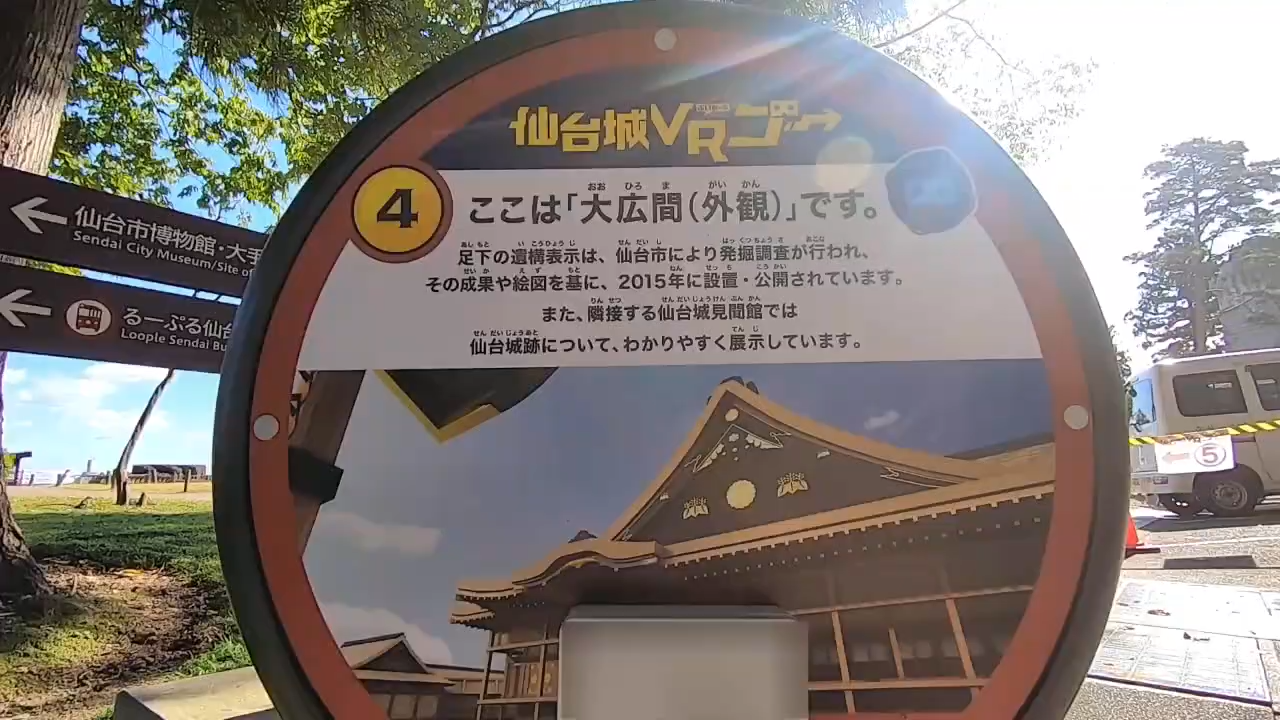 仙台城VRゴー
4
ここは「大広間（外観）」です。
足下の遺構表示は、仙台市により発掘調査が行われ、
その成果や絵図を基に、2015年に設置・公開されています。
また、隣接する仙台城見聞館では
仙台城跡について、わかりやすく展示しています。
仙台市博物館・大手
Sendai City Museum/Site of
るーぷる仙台
Loople Sendai Bu
5